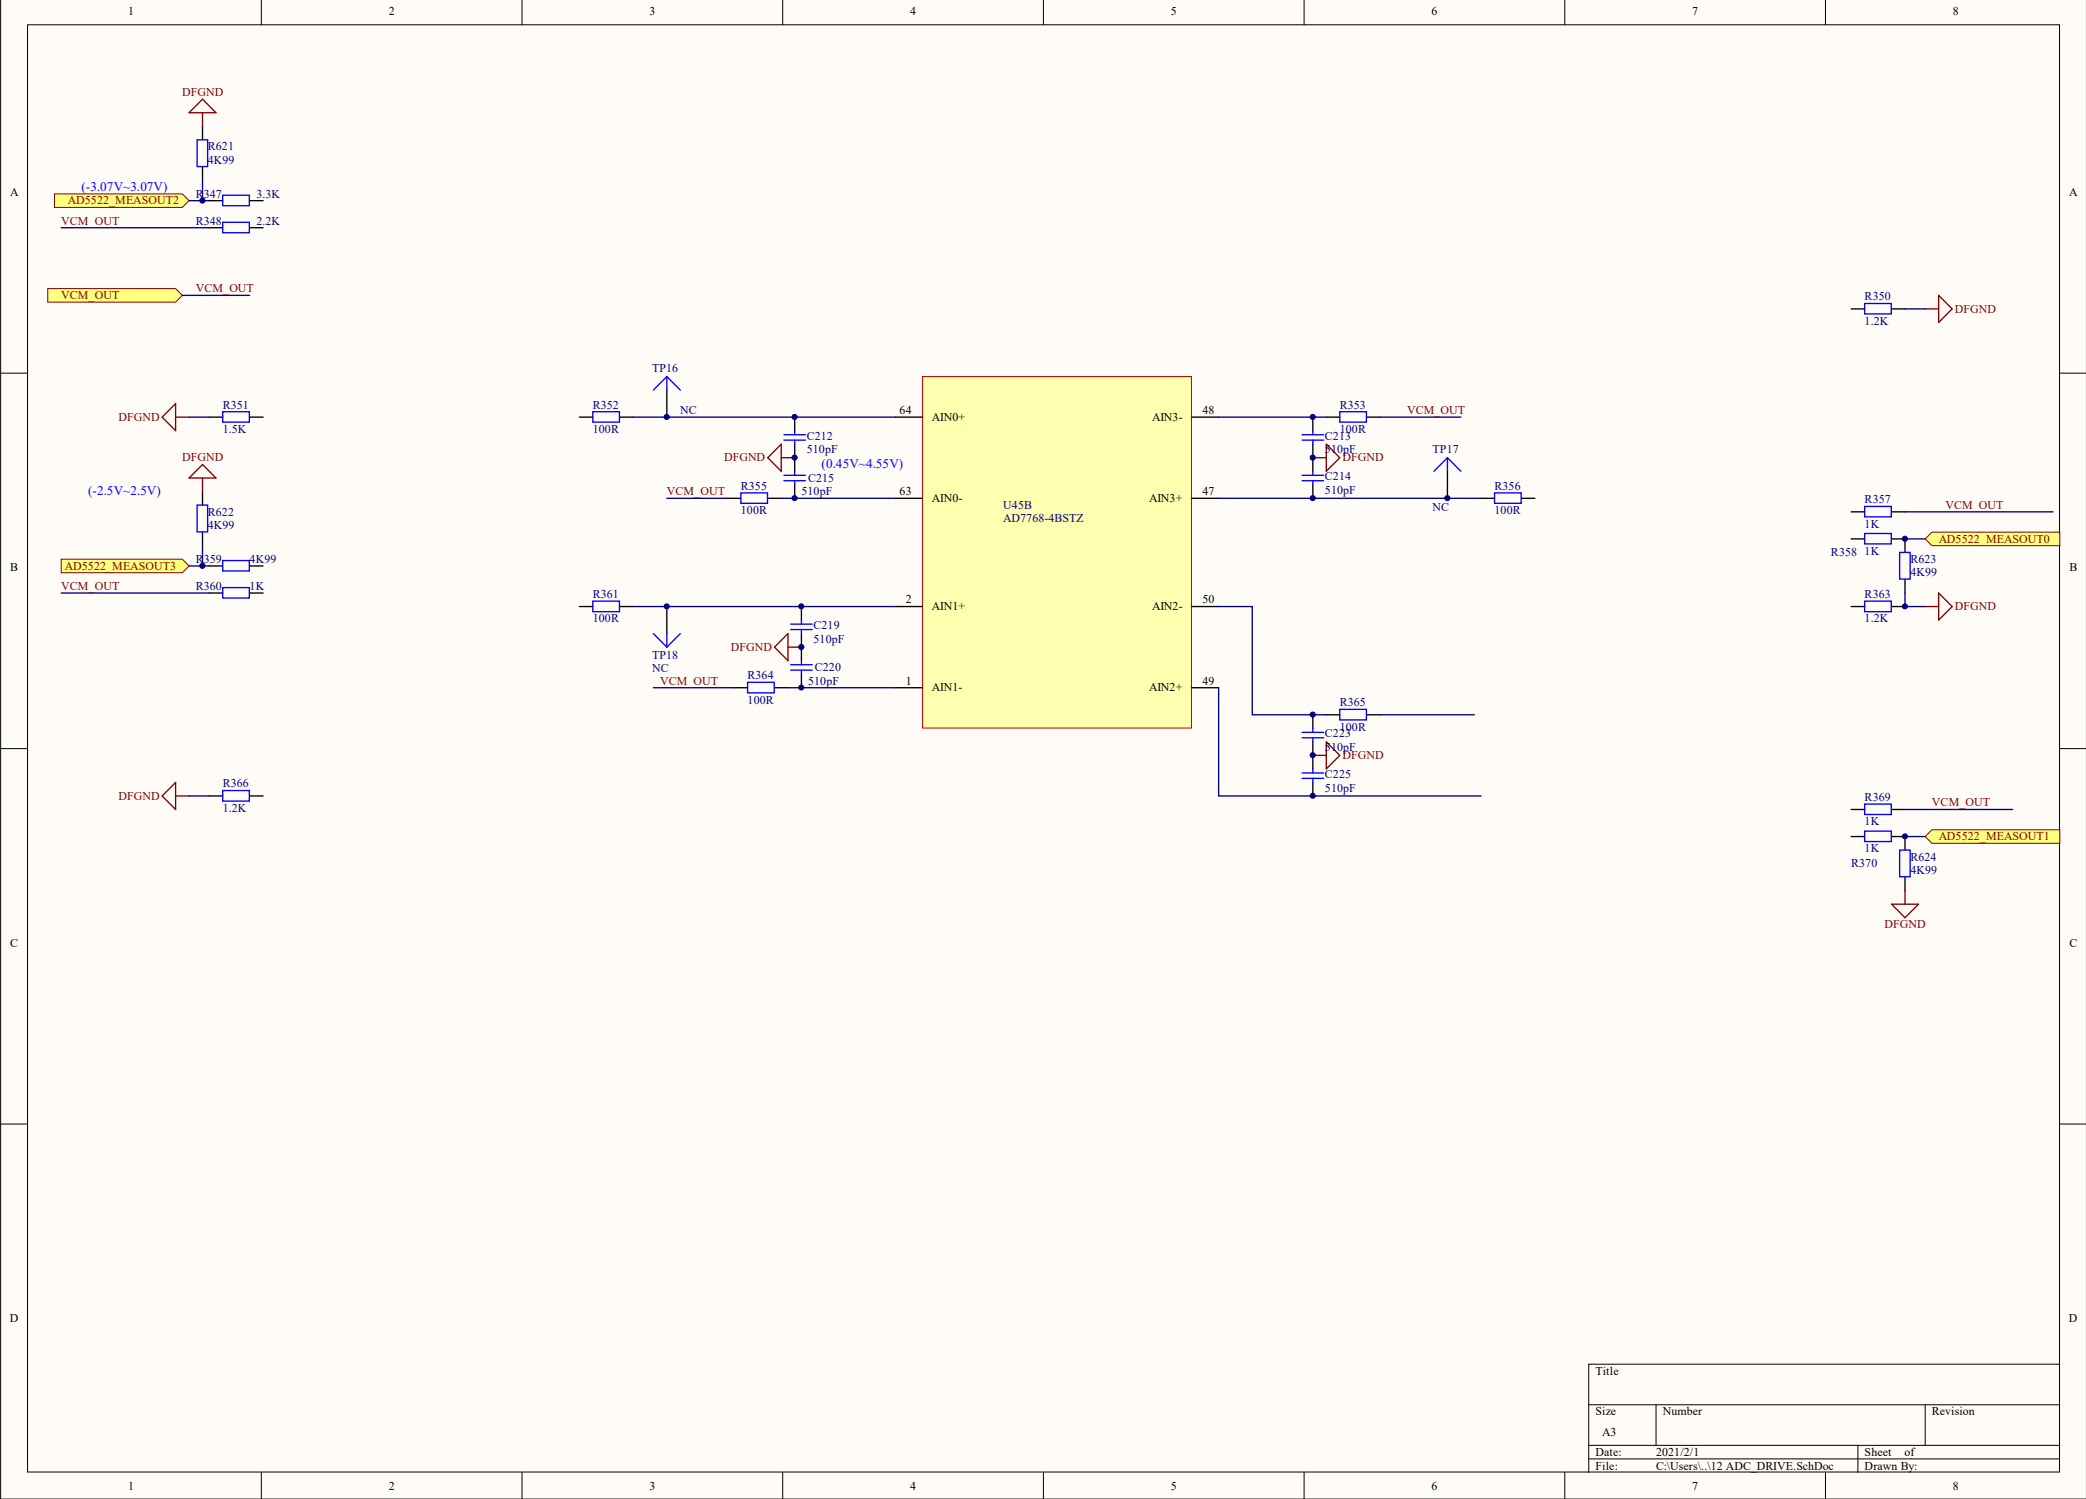 1 2 3 4 5 6 7 8
A
A
DFGND
R621
4K99
(-3.07V~3.07V)
AD5522_MEASOUT2
R347
3.3K
VCM_OUT
R348
2.2K
VCM_OUT
VCM_OUT
R350
1.2K
DFGND
DFGND
R351
1.5K
DFGND
(-2.5V~2.5V)
R622
4K99
AD5522_MEASOUT3
R359
4K99
VCM_OUT
R360
1K
B
B
TP16
R352
100R
NC
C212
510pF
DFGND
(0.45V~4.55V)
C215
510pF
VCM_OUT
R355
100R
64
AIN0+
63
AIN0-
U45B
AD7768-4BSTZ
AIN3-
48
AIN3+
47
R353
100R
VCM_OUT
C213
510pF
DFGND
C214
510pF
TP17
NC
R356
100R
R357
1K
VCM_OUT
R358
1K
AD5522_MEASOUT0
R623
4K99
R363
1.2K
DFGND
R361
100R
TP18
NC
C219
510pF
DFGND
C220
510pF
VCM_OUT
R364
100R
2
AIN1+
1
AIN1-
AIN2-
50
AIN2+
49
R365
100R
C223
510pF
DFGND
C225
510pF
DFGND
R366
1.2K
R369
1K
VCM_OUT
1K
R370
AD5522_MEASOUT1
R624
4K99
DFGND
C
C
D
D
Title
Size
A3
Number
Revision
Date:
2021/2/1
Sheet of
File:
C:\Users\..\12 ADC_DRIVE.SchDoc
Drawn By:
1 2 3 4 5 6 7 8